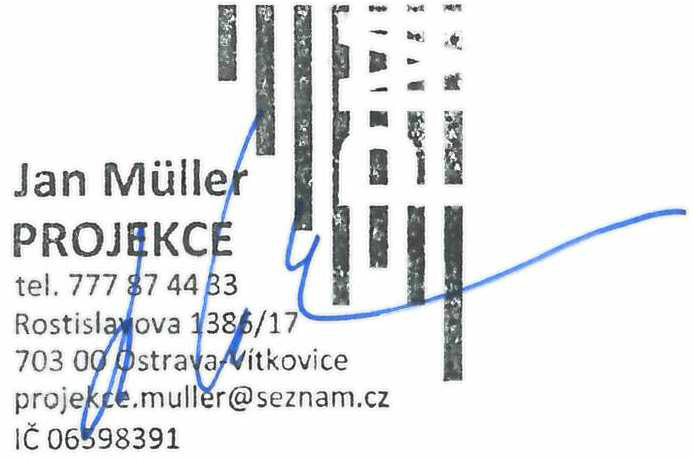 Jan Müller
PROJEKCE
tel. 777 87 44 33
Rostislavova 1386/17
703 00 Ostrava-Vítkovice
projekce.muller@seznam.cz
IČ 06598391